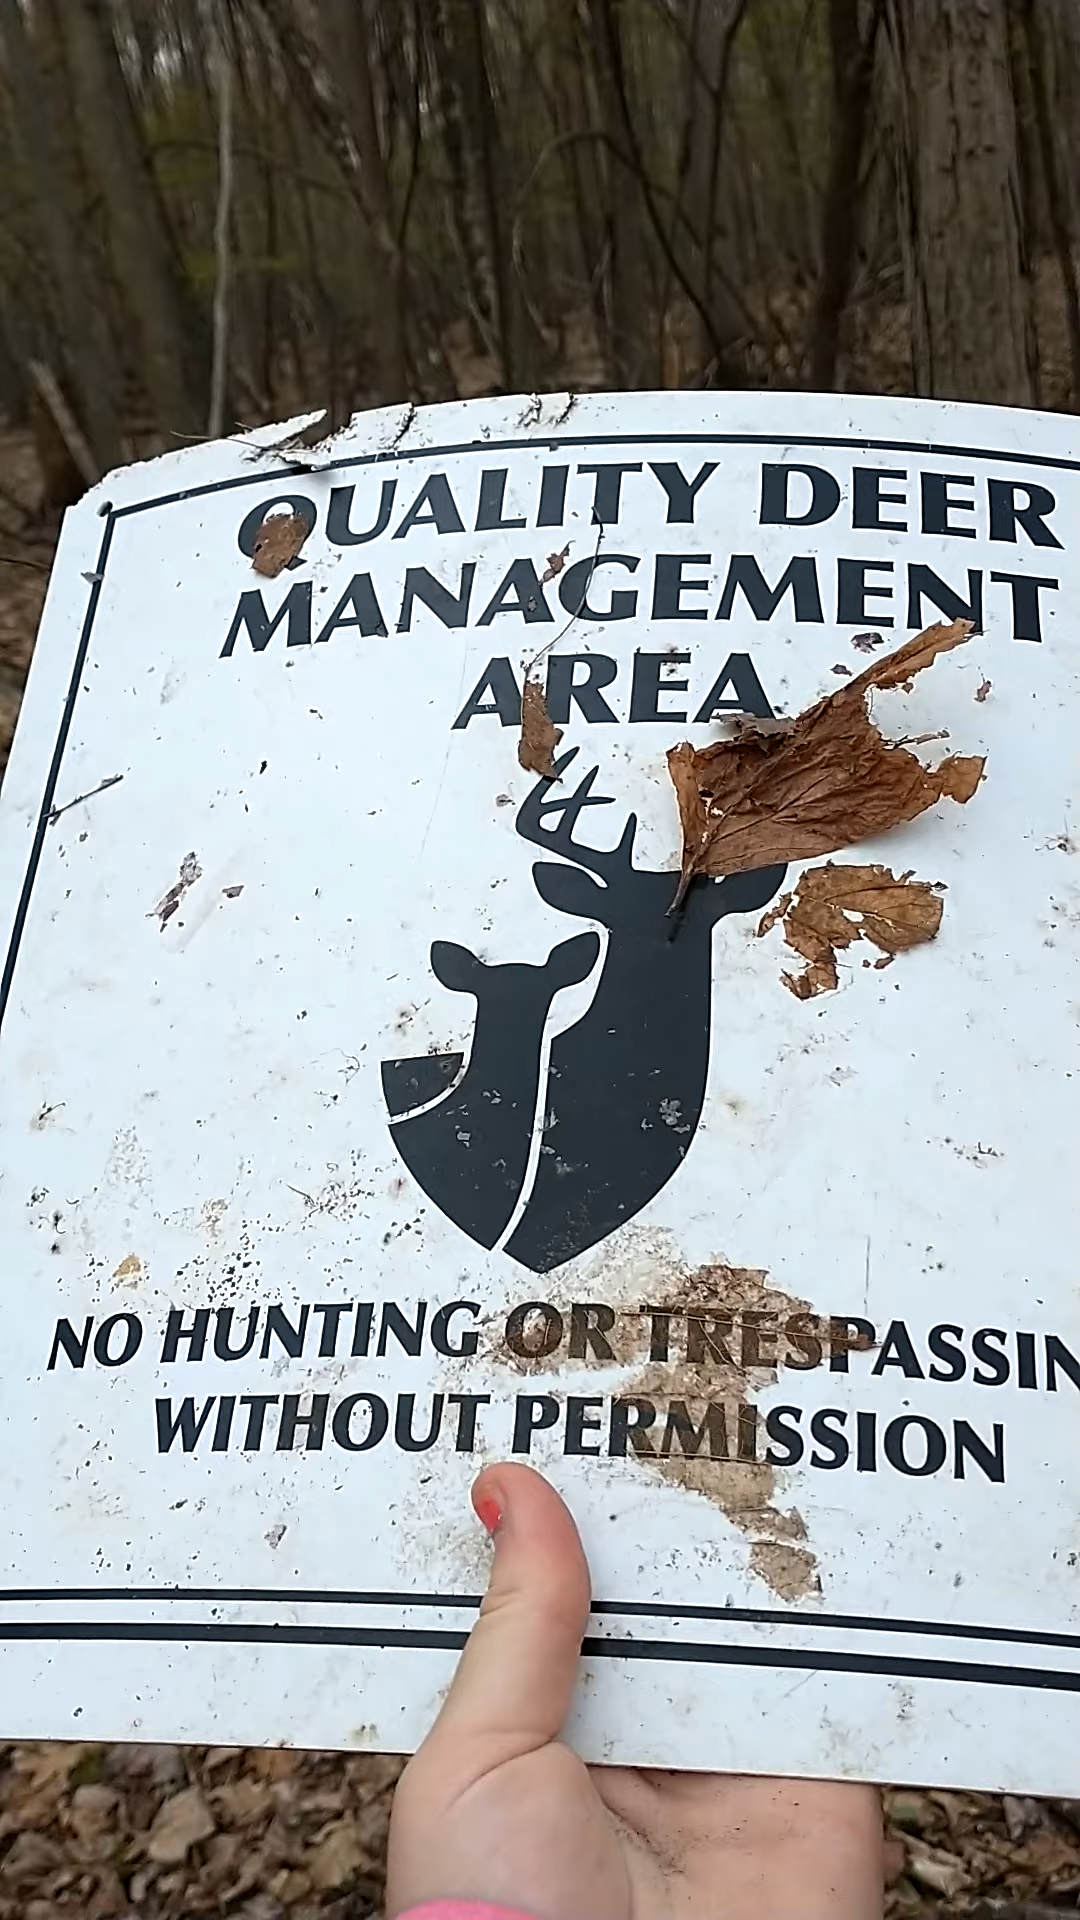 QUALITY DEER
MANAGEMENT
AREA
NO HUNTING OR TRESPASSIN
WITHOUT PERMISSION